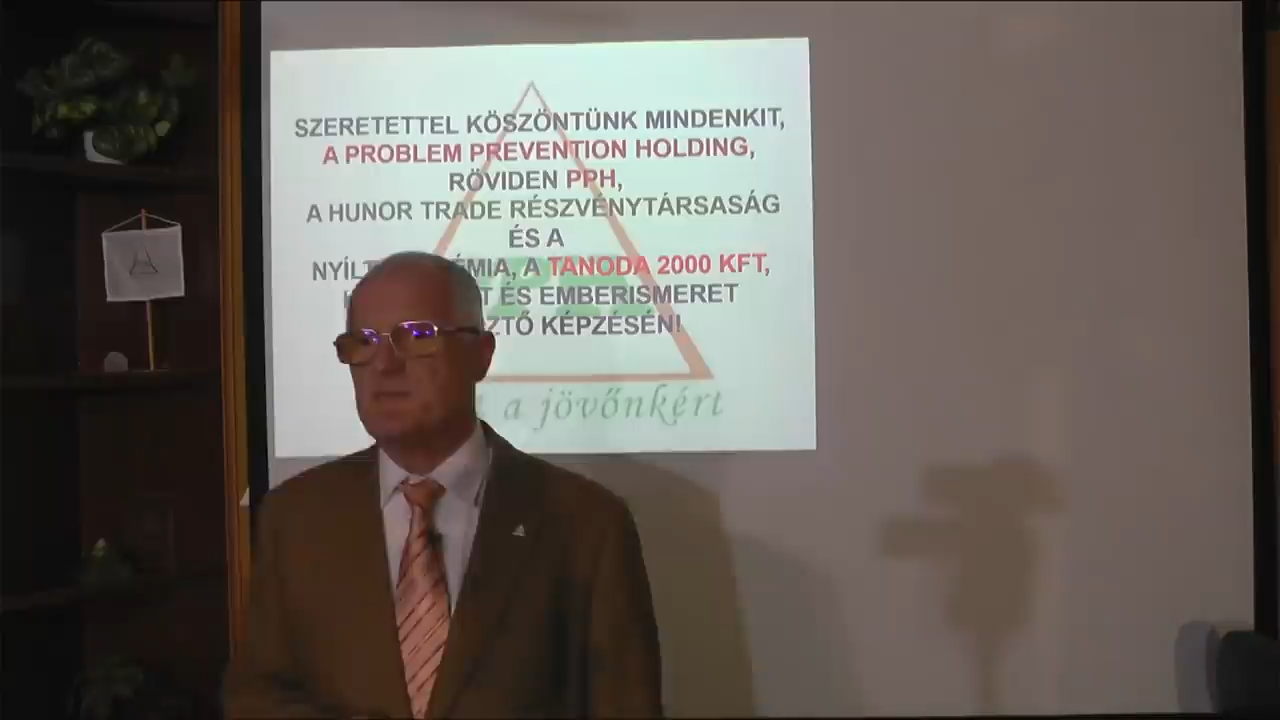 SZERETETTEL KÖSZÖNTÜNK MINDENKIT,
A PROBLEM PREVENTION HOLDING,
RÖVIDEN PPH,
A HUNOR TRADE RÉSZVÉNYTÁRSASÁG
ÉS A
A TANODA 2000 KFT,
ÉS EMBERISMERET
KÉPZÉSÉN!
a jövőnkért